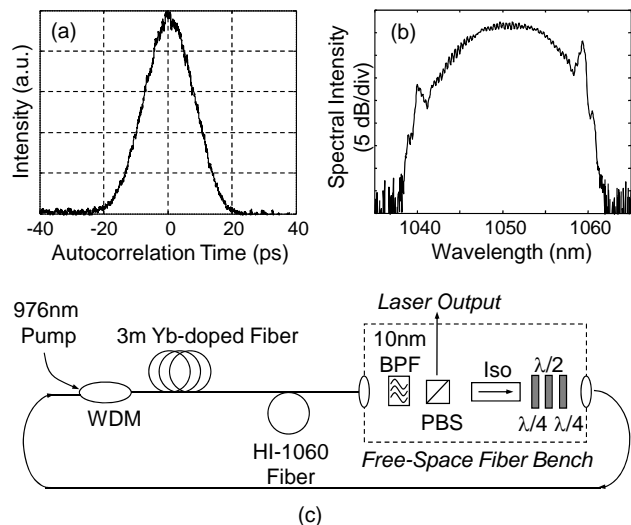 (a)
Intensity (a.u.)
-40 -20 0 20 40
Autocorrelation Time (ps)
(b)
Spectral Intensity
(5 dB/div)
1040 1050 1060
Wavelength (nm)
976nm
Pump
3m Yb-doped Fiber
WDM
HI-1060
Fiber
Laser Output
10nm
BPF
PBS
Iso
λ/2
λ/4 λ/4
Free-Space Fiber Bench
(c)